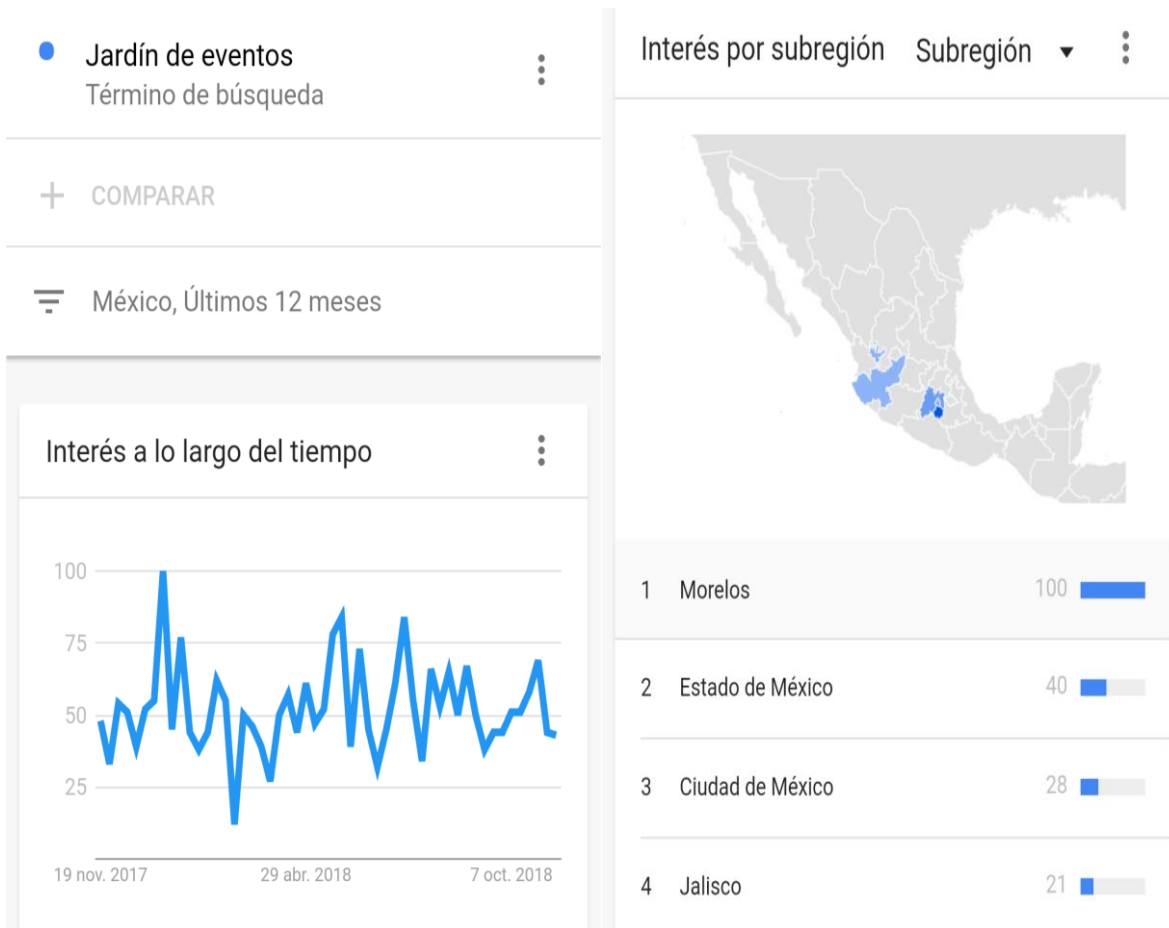 Jardín de eventos
Término de búsqueda
+ COMPARAR
México, Últimos 12 meses
Interés a lo largo del tiempo
100
75
50
25
19 nov. 2017 29 abr. 2018 7 oct. 2018
Interés por subregión Subregión
1 Morelos 100
2 Estado de México 40
3 Ciudad de México 28
4 Jalisco 21